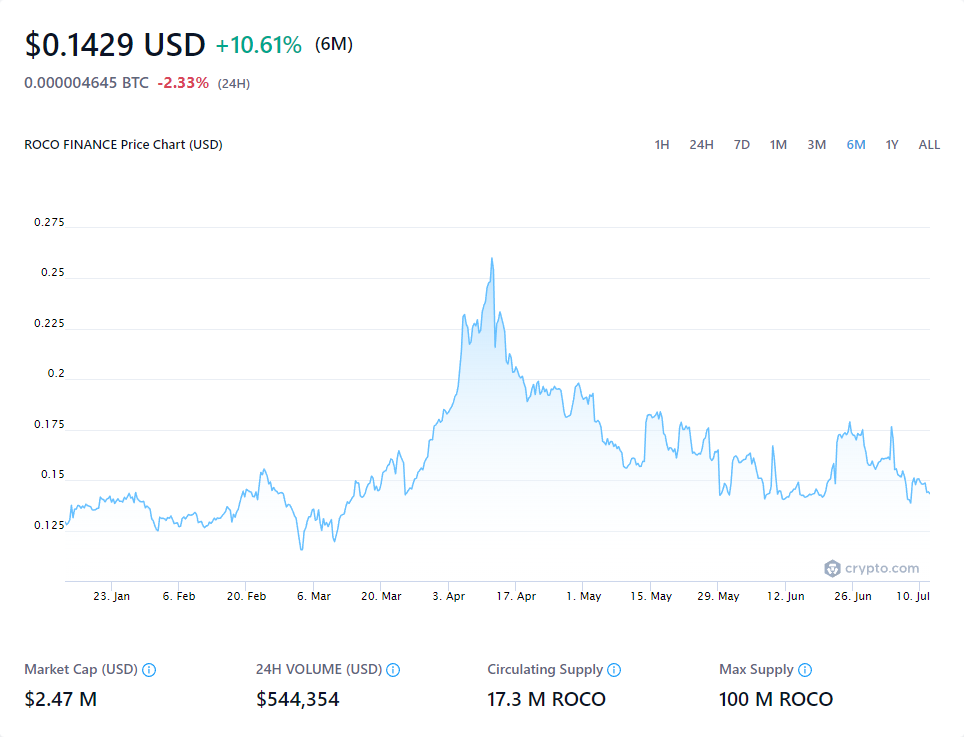 $0.1429 USD +10.61% (6M)
0.000004645 BTC -2.33% (24H)
ROCO FINANCE Price Chart (USD) 1H 24H 7D 1M 3M 6M 1Y ALL
0.275
0.25
0.225
0.2
0.175
0.15
0.125
crypto.com
23. Jan 6. Feb 20. Feb 6. Mar 20. Mar 3. Apr 17. Apr 1. May 15. May 29. May 12. Jun 26. Jun 10. Jul
Market Cap (USD) 24H VOLUME (USD) Circulating Supply Max Supply
$2.47 M $544,354 17.3 M ROCO 100 M ROCO